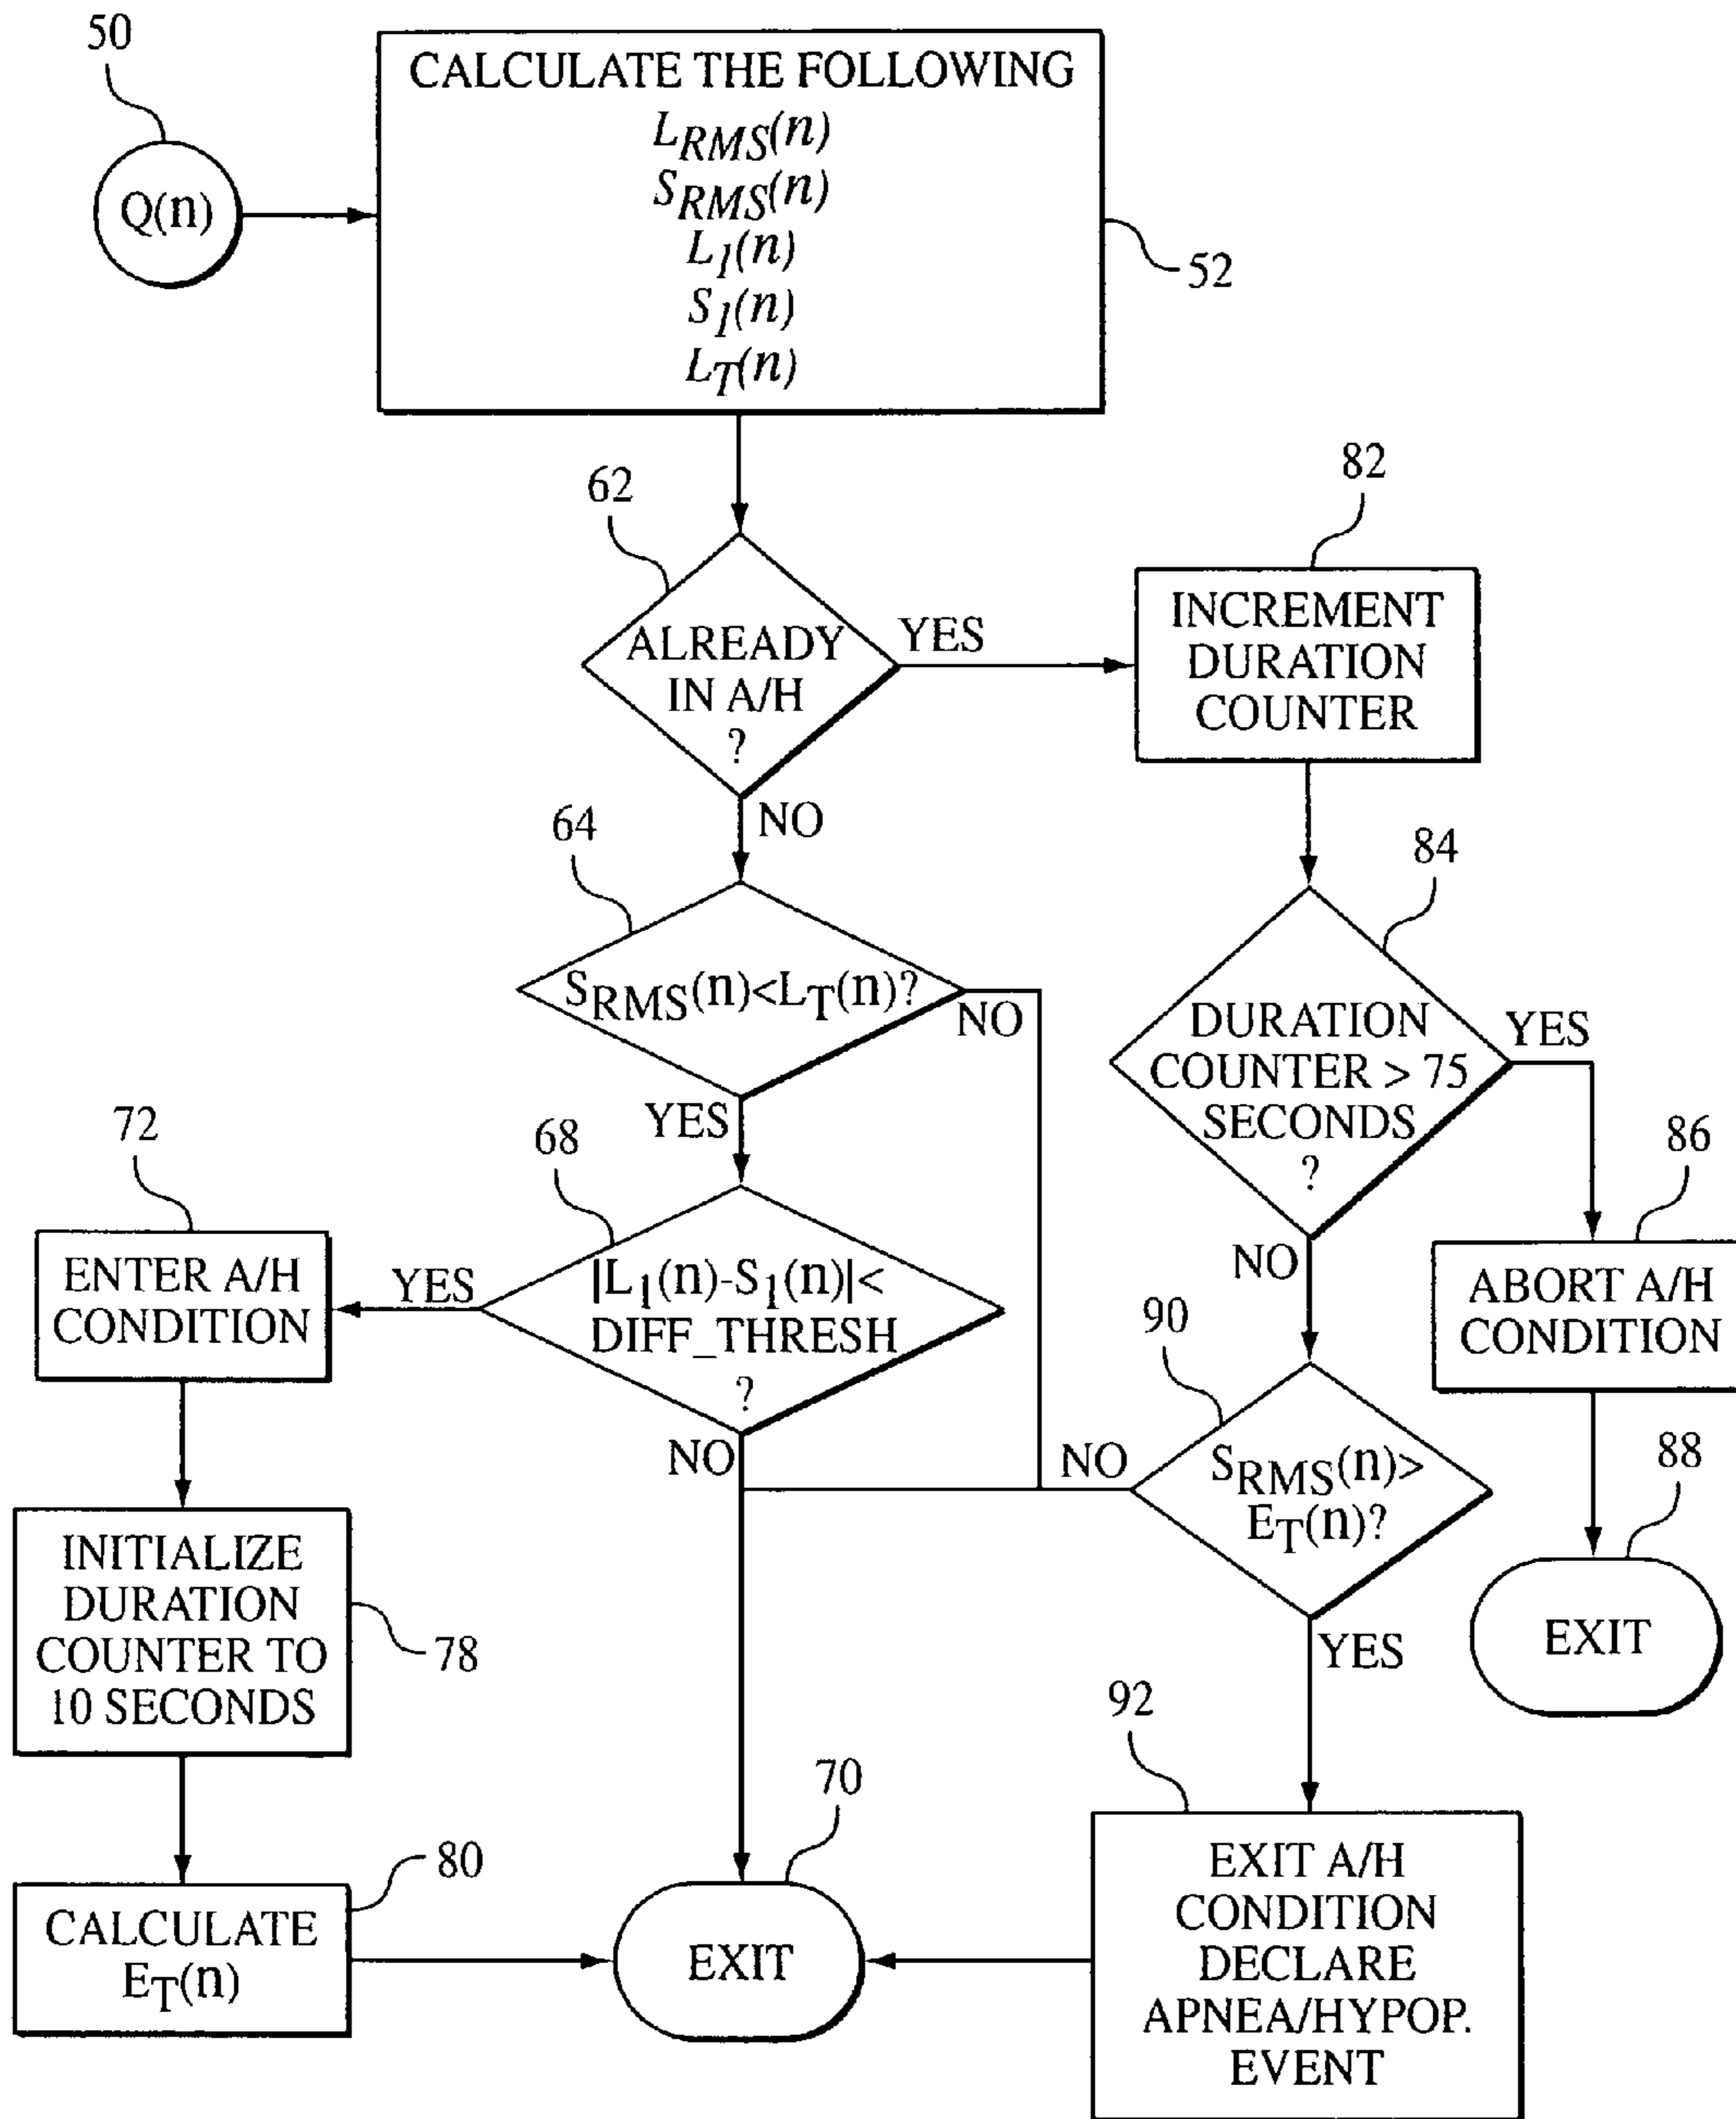 50
Q(n)
CALCULATE THE FOLLOWING
L_RMS(n)
S_RMS(n)
L_1(n)
S_1(n)
L_T(n)
52
62
ALREADY
IN A/H
?
YES
NO
82
INCREMENT
DURATION
COUNTER
64
S_RMS(n)<L_T(n)?
NO
YES
84
DURATION
COUNTER > 75
SECONDS
?
YES
NO
72
ENTER A/H
CONDITION
68
|L_1(n)-S_1(n)|<
DIFF_THRESH
?
YES
NO
86
ABORT A/H
CONDITION
90
S_RMS(n)>
E_T(n)?
NO
YES
88
EXIT
INITIALIZE
DURATION
COUNTER TO
10 SECONDS
78
80
CALCULATE
E_T(n)
70
EXIT
92
EXIT A/H
CONDITION
DECLARE
APNEA/HYPOP.
EVENT